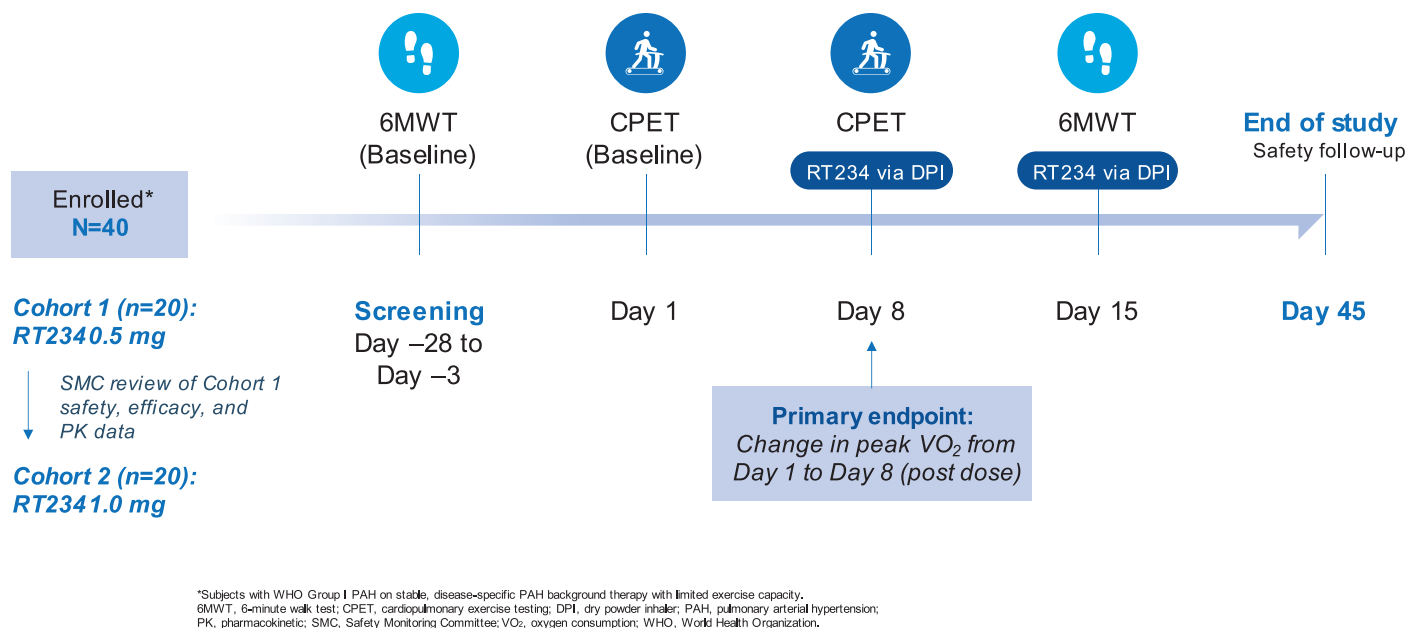 6MWT
(Baseline)
CPET
(Baseline)
CPET
RT234 via DPI
6MWT
RT234 via DPI
End of study
Safety follow-up
Enrolled*
N=40
Cohort 1 (n=20):
RT2340.5 mg
SMC review of Cohort 1
safety, efficacy, and
PK data
Cohort 2 (n=20):
RT2341.0 mg
Screening
Day –28 to
Day –3
Day 1
Day 8
Day 15
Day 45
Primary endpoint:
Change in peak VO₂ from
Day 1 to Day 8 (post dose)
*Subjects with WHO Group I PAH on stable, disease-specific PAH background therapy with limited exercise capacity.
6MWT, 6-minute walk test; CPET, cardiopulmonary exercise testing; DPI, dry powder inhaler; PAH, pulmonary arterial hypertension;
PK, pharmacokinetic; SMC, Safety Monitoring Committee; VO₂, oxygen consumption; WHO, World Health Organization.